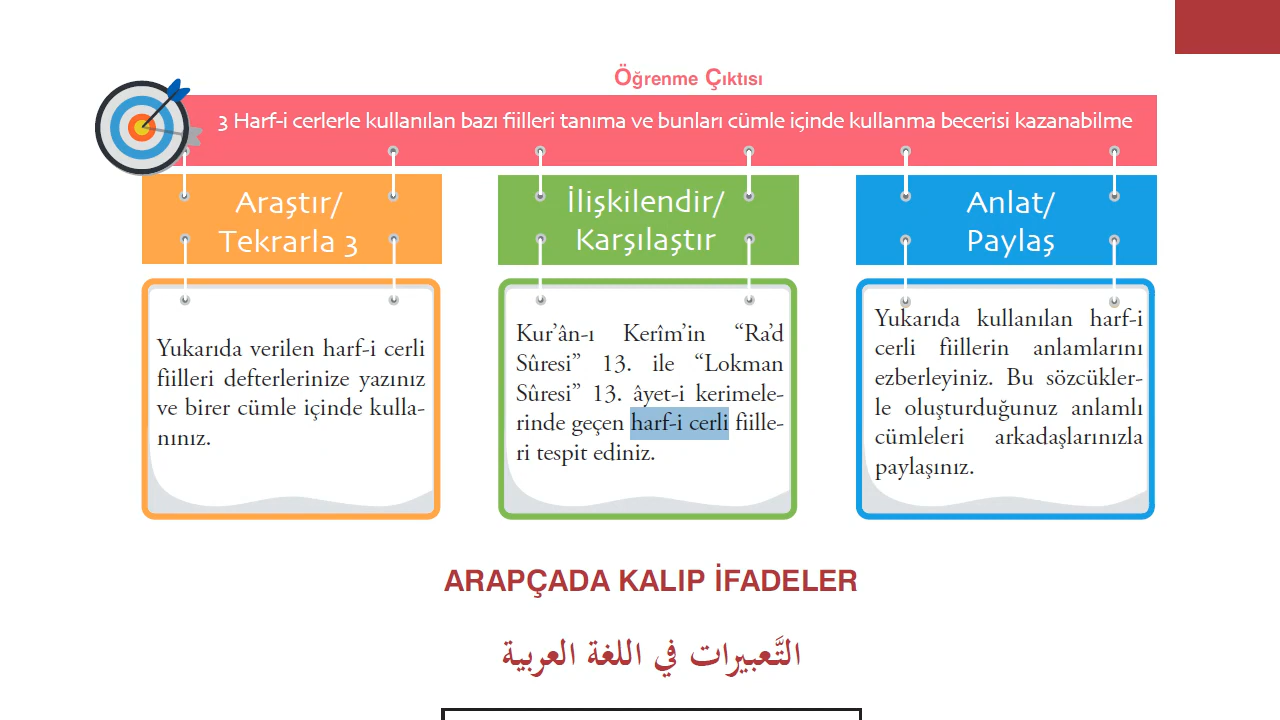 Öğrenme Çıktısı
3 Harf-i cerlerle kullanılan bazı fiilleri tanıma ve bunları cümle içinde kullanma becerisi kazanabilme
Araştır/
Tekrarla 3
Yukarıda verilen harf-i cerli
fiilleri defterlerinize yazınız
ve birer cümle içinde kulla-
nınız.
İlişkilendir/
Karşılaştır
Kur’ân-ı Kerîm’in “Ra’d
Sûresi” 13. ile “Lokman
Sûresi” 13. âyet-i kerimele-
rinde geçen harf-i cerli fiille-
ri tespit ediniz.
Anlat/
Paylaş
Yukarıda kullanılan harf-i
cerli fiillerin anlamlarını
ezberleyiniz. Bu sözcükler-
le oluşturduğunuz anlamlı
cümleleri arkadaşlarınızla
paylaşınız.
ARAPÇADA KALIP İFADELER
التَّعبيرات في اللغة العربية